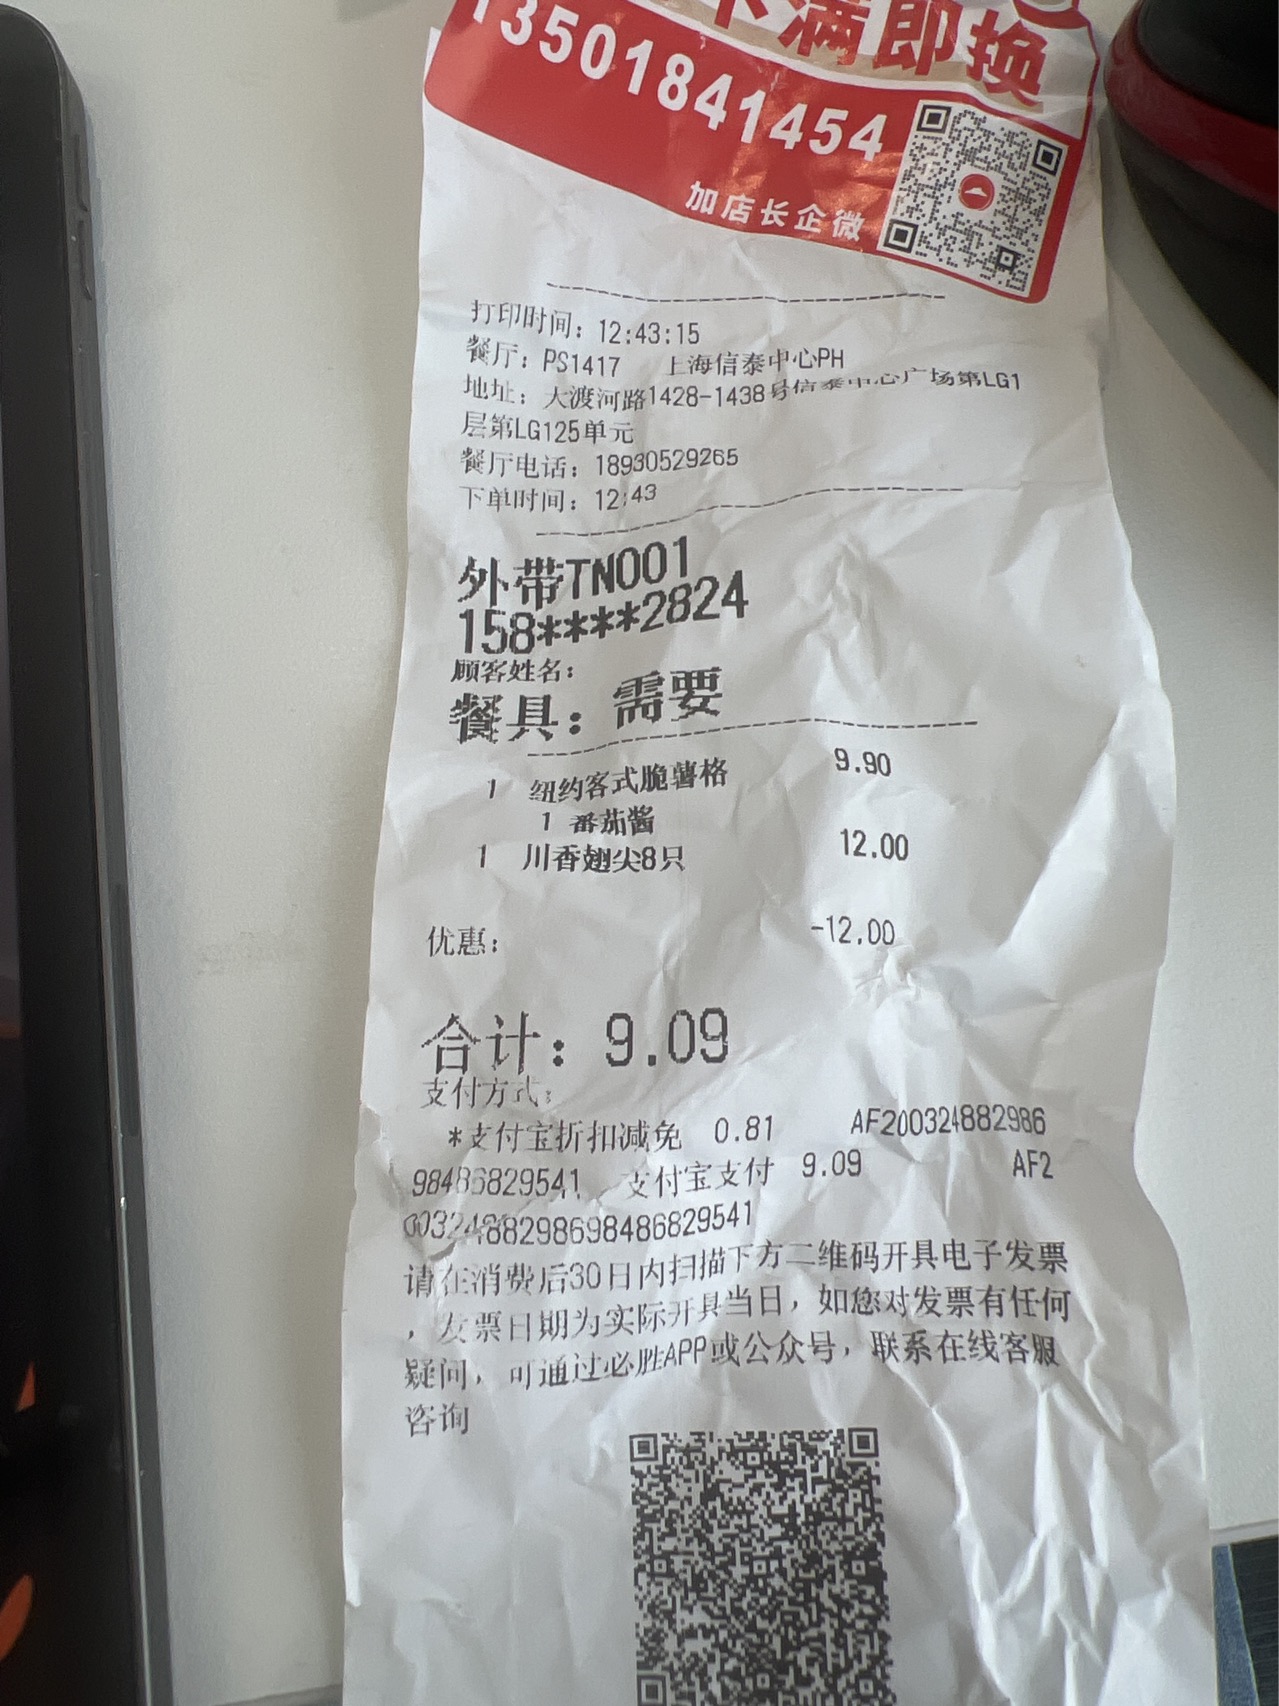 不满即换
13501841454
加店长企微
打印时间：12:43:15
餐厅：PS1417 上海信泰中心PH
地址：大渡河路1428-1438号信泰中心广场第LG1
层第LG125单元
餐厅电话：18930529265
下单时间：12:43
外带TN001
158****2824
顾客姓名：
餐具：需要
1 纽约客式脆薯格 9.90
1 番茄酱
1 川香翅尖8只 12.00
优惠： -12.00
合计：9.09
支付方式：
*支付宝折扣减免 0.81 AF200324882986
98486829541 支付宝支付 9.09 AF2
0032488298698486829541
请在消费后30日内扫描下方二维码开具电子发票
，发票日期为实际开具当日，如您对发票有任何
疑问，可通过必胜APP或公众号，联系在线客服
咨询